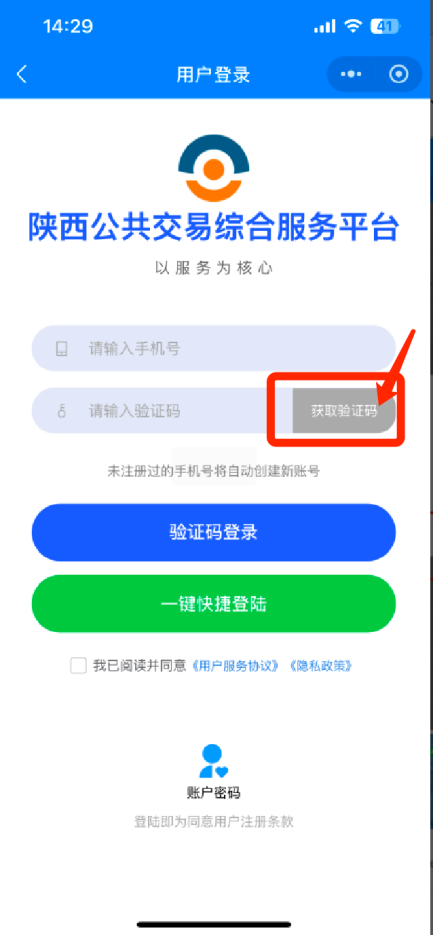 14:29
41
用户登录
陕西公共交易综合服务平台
以服务为核心
请输入手机号
请输入验证码
获取验证码
未注册过的手机号将自动创建新账号
验证码登录
一键快捷登陆
我已阅读并同意《用户服务协议》《隐私政策》
账户密码
登陆即为同意用户注册条款